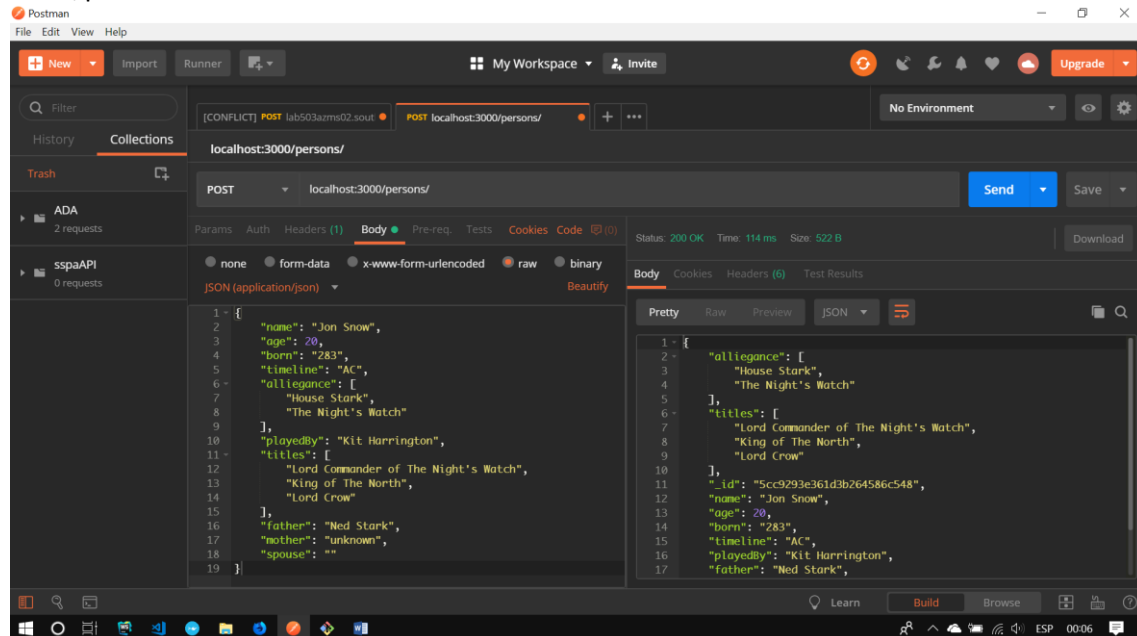 Postman
File Edit View Help
New Import Runner My Workspace Invite Upgrade
Filter
History Collections
Trash
ADA
2 requests
sspaAPI
0 requests
[CONFLICT] POST lab503azms02.sout POST localhost:3000/persons/ + •••
No Environment
localhost:3000/persons/
POST localhost:3000/persons/ Send Save
Params Auth Headers (1) Body Pre-req. Tests Cookies Code (0)
none form-data x-www-form-urlencoded raw binary
JSON (application/json) Beautify
1 {
2 "name": "Jon Snow",
3 "age": 20,
4 "born": "283",
5 "timeline": "AC",
6 "alliegance": [
7 "House Stark",
8 "The Night's Watch"
9 ],
10 "playedBy": "Kit Harrington",
11 "titles": [
12 "Lord Commander of The Night's Watch",
13 "King of The North",
14 "Lord Crow"
15 ],
16 "father": "Ned Stark",
17 "mother": "unknown",
18 "spouse": ""
19 }
Status: 200 OK Time: 114 ms Size: 522 B Download
Body Cookies Headers (6) Test Results
Pretty Raw Preview JSON
1 {
2 "alliegance": [
3 "House Stark",
4 "The Night's Watch"
5 ],
6 "titles": [
7 "Lord Commander of The Night's Watch",
8 "King of The North",
9 "Lord Crow"
10 ],
11 "_id": "5cc9293e361d3b264586c548",
12 "name": "Jon Snow",
13 "age": 20,
14 "born": "283",
15 "timeline": "AC",
16 "playedBy": "Kit Harrington",
17 "father": "Ned Stark",
Learn Build Browse
ESP 00:06